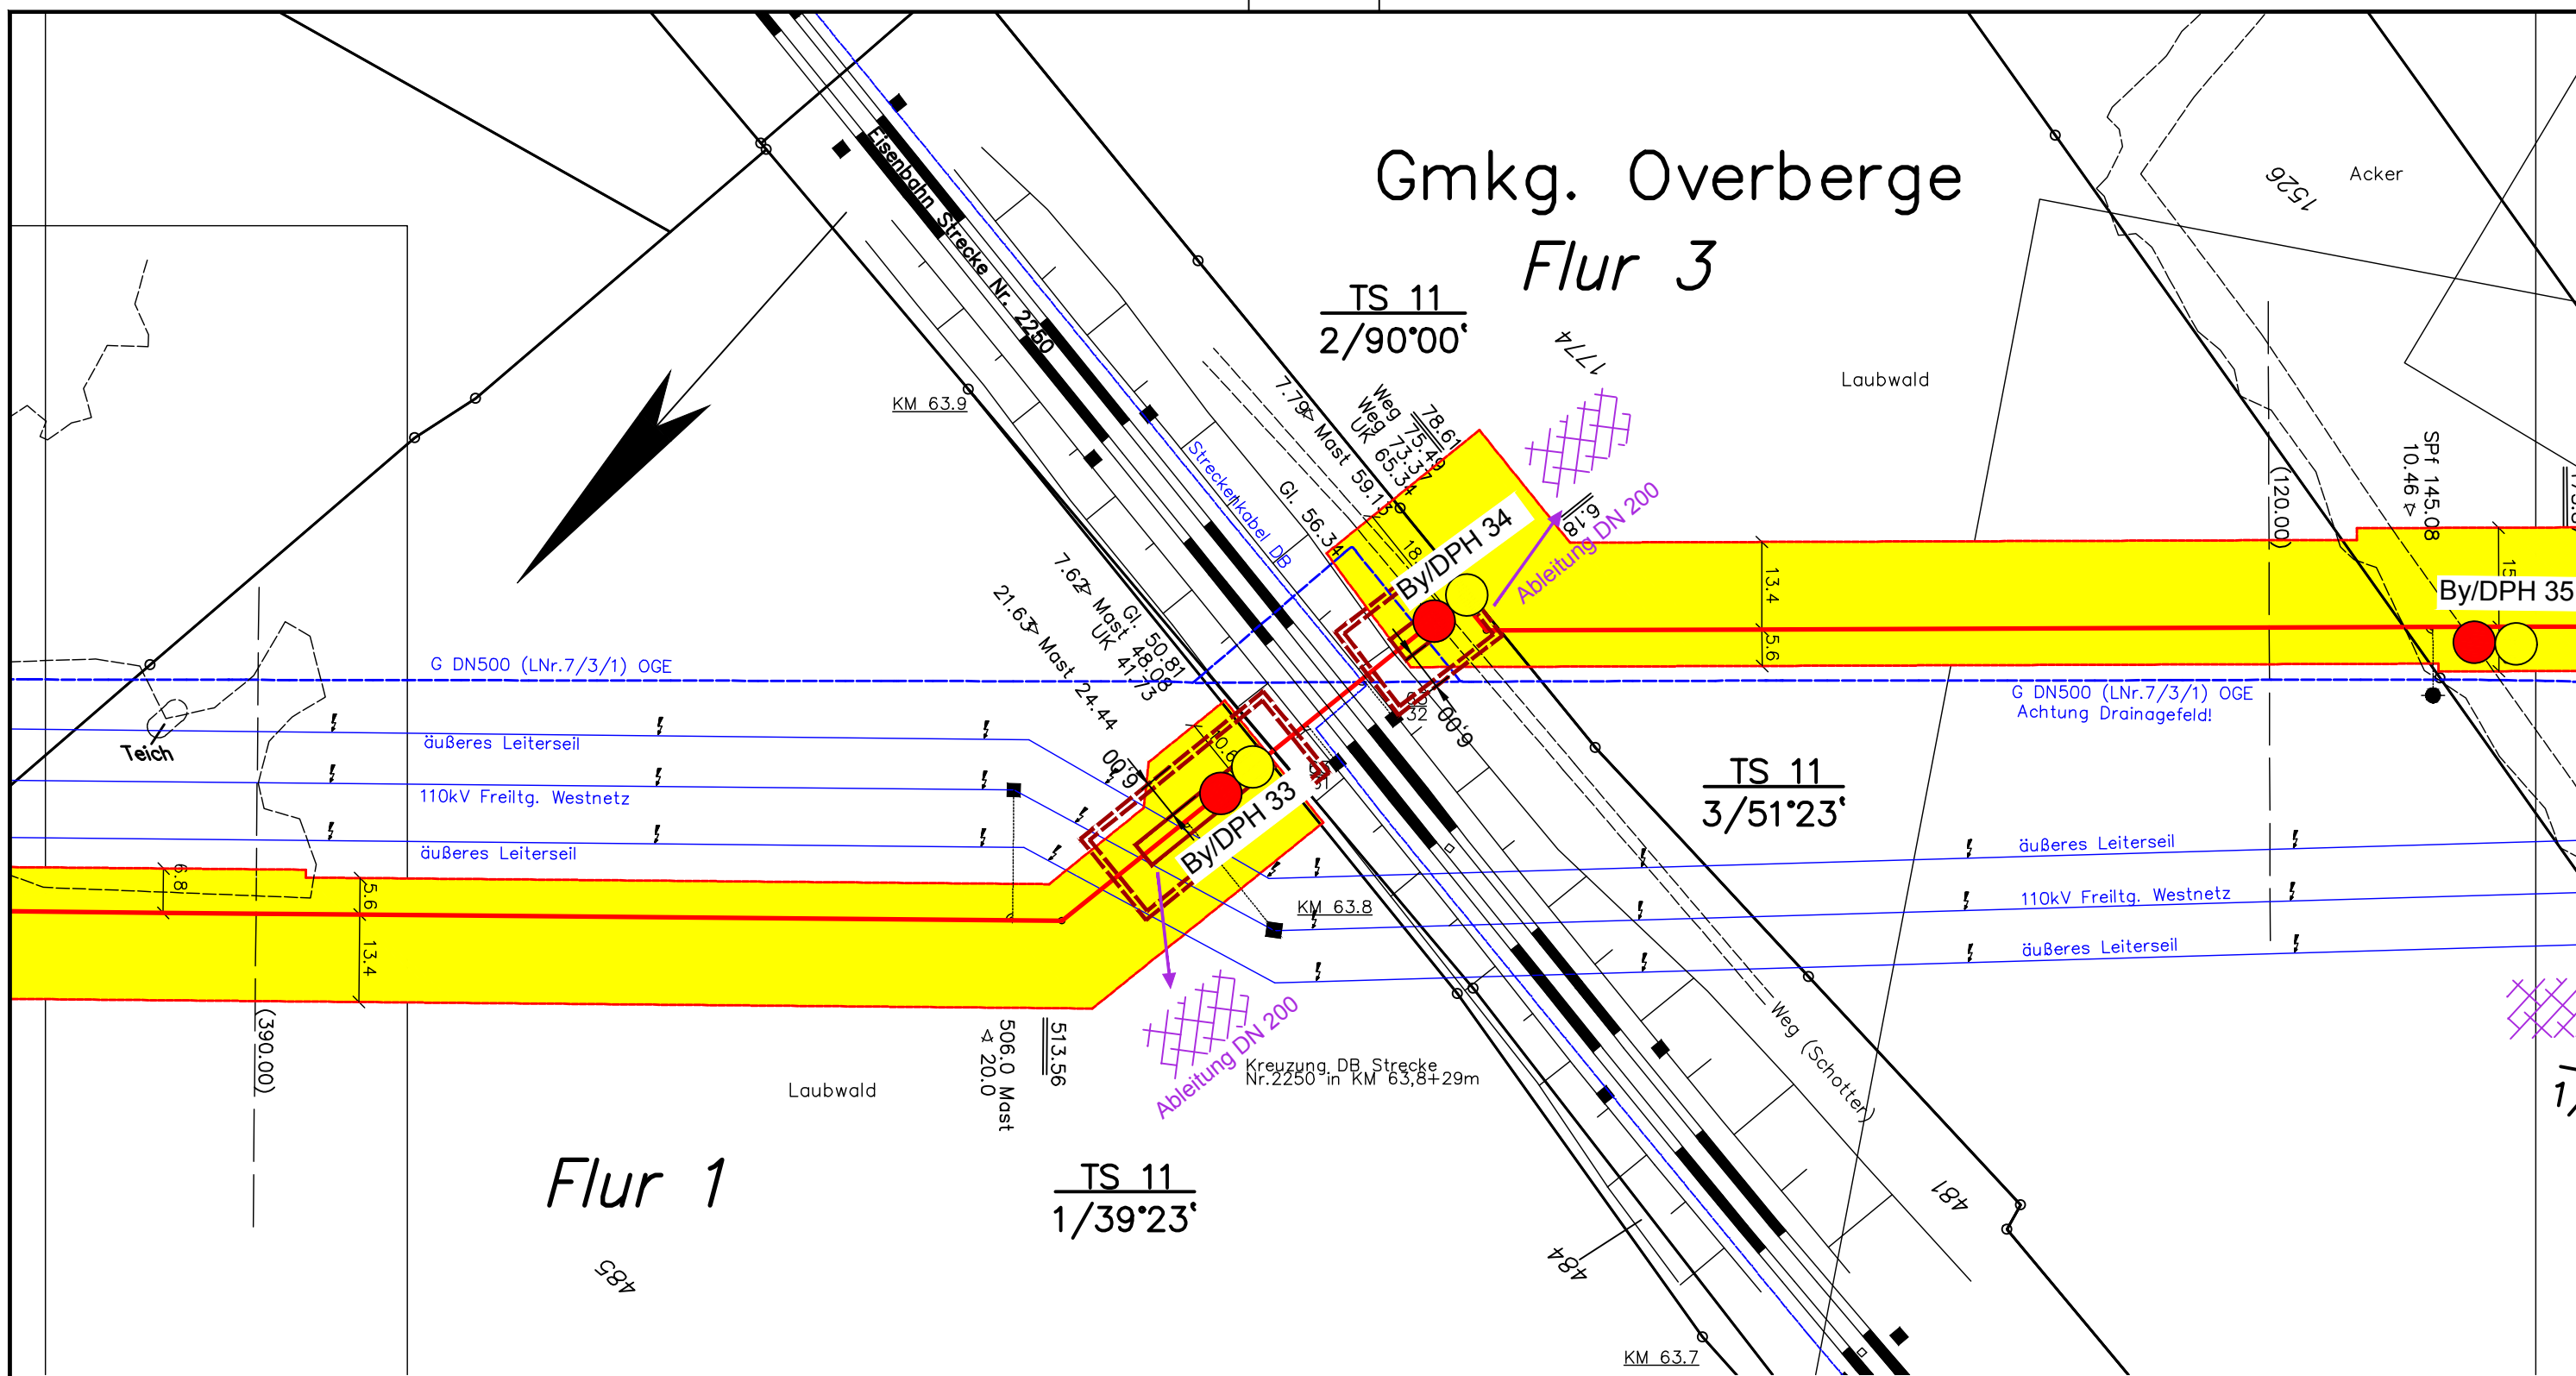 Gmkg. Overberge
Flur 3
TS 11
2/90°00'
1774
1526
Acker
Laubwald
Eisenbahn Strecke Nr. 2250
KM 63.9
Streckenkabel DB
7.79 Mast 59.13
Weg 75.49
Weg 73.37
UK 65.34
78.61
Gl. 56.34
By/DPH 34
6.18
Ableitung DN 200
13.4
5.6
(120.00)
SPf 145.08
10.46
By/DPH 35
G DN500 (LNr.7/3/1) OGE
G DN500 (LNr.7/3/1) OGE
Achtung Drainagefeld!
Teich
äußeres Leiterseil
110kV Freiltg. Westnetz
äußeres Leiterseil
Gl. 50.81
7.62 Mast 48.08
UK 41.73
21.63 Mast 24.44
6.00
6.00
By/DPH 33
TS 11
3/51°23'
äußeres Leiterseil
110kV Freiltg. Westnetz
äußeres Leiterseil
6.8
5.6
13.4
(390.00)
KM 63.8
506.0 Mast
20.0
513.56
Ableitung DN 200
Kreuzung DB Strecke
Nr.2250 in KM 63,8+29m
Weg (Schotter)
Laubwald
Flur 1
TS 11
1/39°23'
485
484
481
KM 63.7